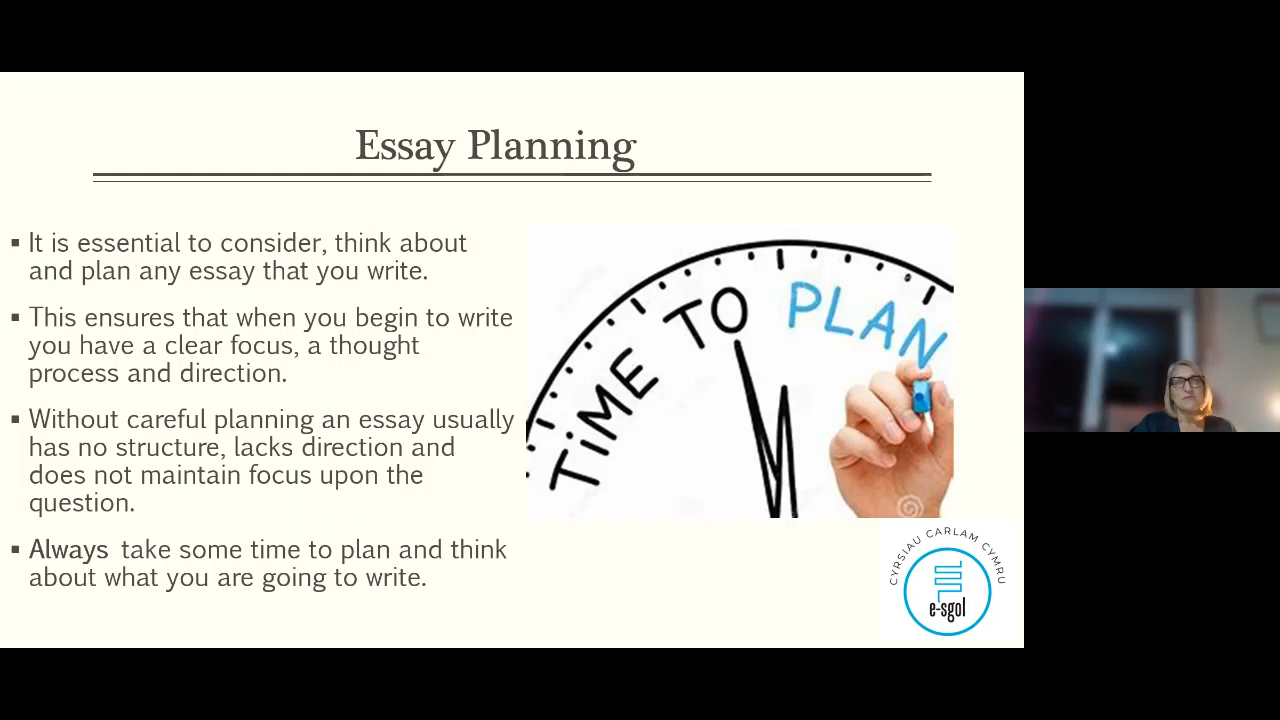 Essay Planning
▪ It is essential to consider, think about
and plan any essay that you write.
▪ This ensures that when you begin to write
you have a clear focus, a thought
process and direction.
▪ Without careful planning an essay usually
has no structure, lacks direction and
does not maintain focus upon the
question.
▪ Always take some time to plan and think
about what you are going to write.
TiME TO PLAN
CYRSIAU CARLAM CYMRU
e-sgol